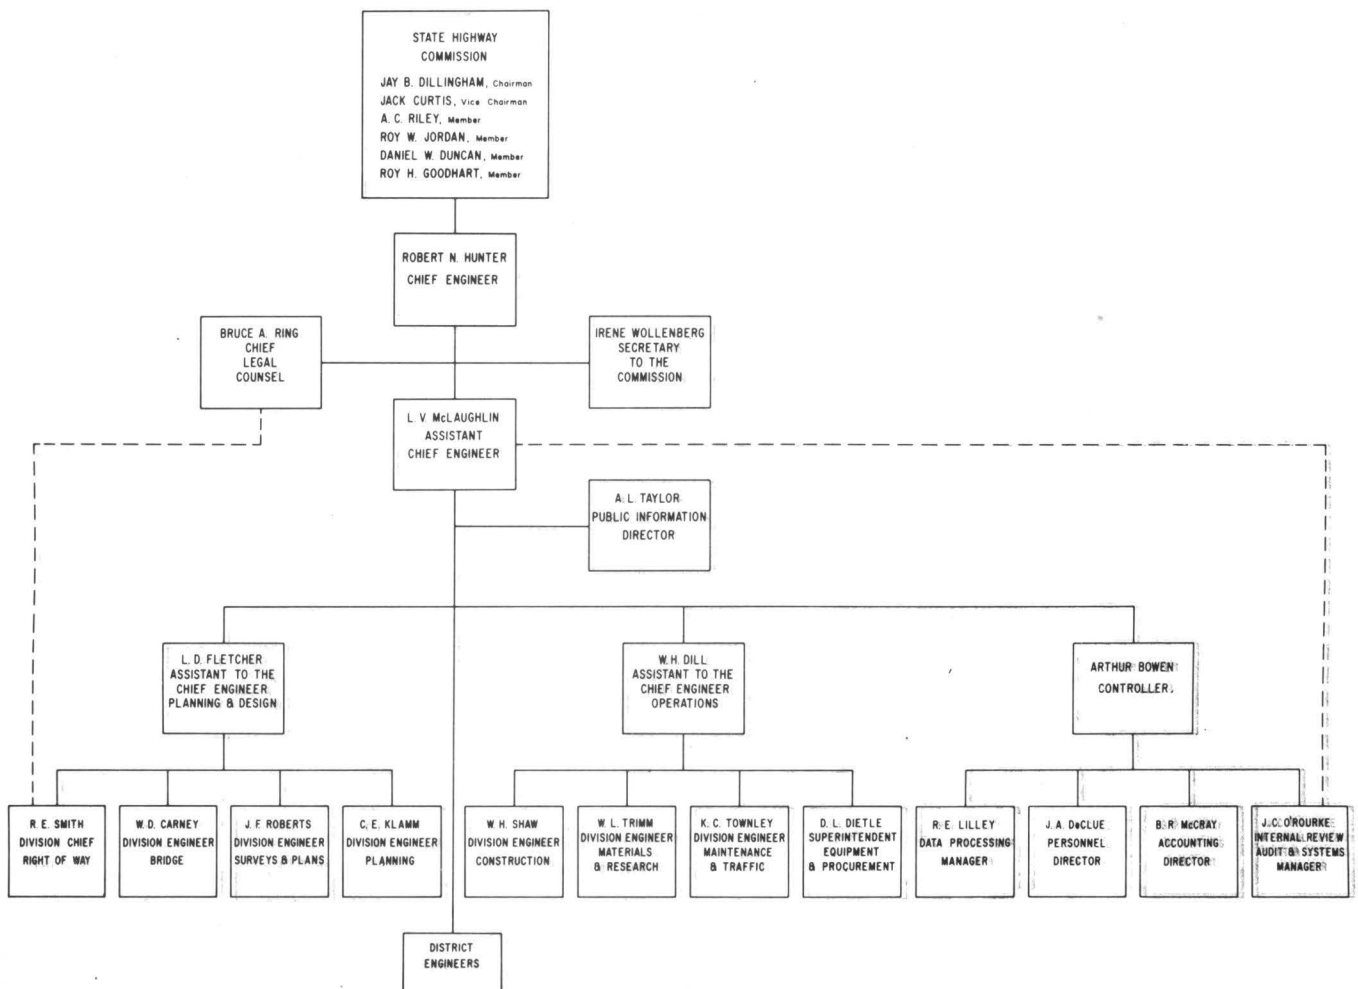 STATE HIGHWAY
COMMISSION
JAY B. DILLINGHAM, Chairman
JACK CURTIS, Vice Chairman
A. C. RILEY, Member
ROY W. JORDAN, Member
DANIEL W. DUNCAN, Member
ROY H. GOODHART, Member
ROBERT N. HUNTER
CHIEF ENGINEER
BRUCE A. RING
CHIEF
LEGAL
COUNSEL
IRENE WOLLENBERG
SECRETARY
TO THE
COMMISSION
L. V. McLAUGHLIN
ASSISTANT
CHIEF ENGINEER
A. L. TAYLOR
PUBLIC INFORMATION
DIRECTOR
L. D. FLETCHER
ASSISTANT TO THE
CHIEF ENGINEER
PLANNING & DESIGN
W. H. DILL
ASSISTANT TO THE
CHIEF ENGINEER
OPERATIONS
ARTHUR BOWEN
CONTROLLER
R. E. SMITH
DIVISION CHIEF
RIGHT OF WAY
W. D. CARNEY
DIVISION ENGINEER
BRIDGE
J. F. ROBERTS
DIVISION ENGINEER
SURVEYS & PLANS
C. E. KLAMM
DIVISION ENGINEER
PLANNING
W. H. SHAW
DIVISION ENGINEER
CONSTRUCTION
W. L. TRIMM
DIVISION ENGINEER
MATERIALS
& RESEARCH
K. C. TOWNLEY
DIVISION ENGINEER
MAINTENANCE
& TRAFFIC
D. L. DIETLE
SUPERINTENDENT
EQUIPMENT
& PROCUREMENT
R. E. LILLEY
DATA PROCESSING
MANAGER
J. A. DeCLUE
PERSONNEL
DIRECTOR
B. R. McCRAY
ACCOUNTING
DIRECTOR
J. C. O'ROURKE
INTERNAL REVIEW
AUDIT & SYSTEMS
MANAGER
DISTRICT
ENGINEERS